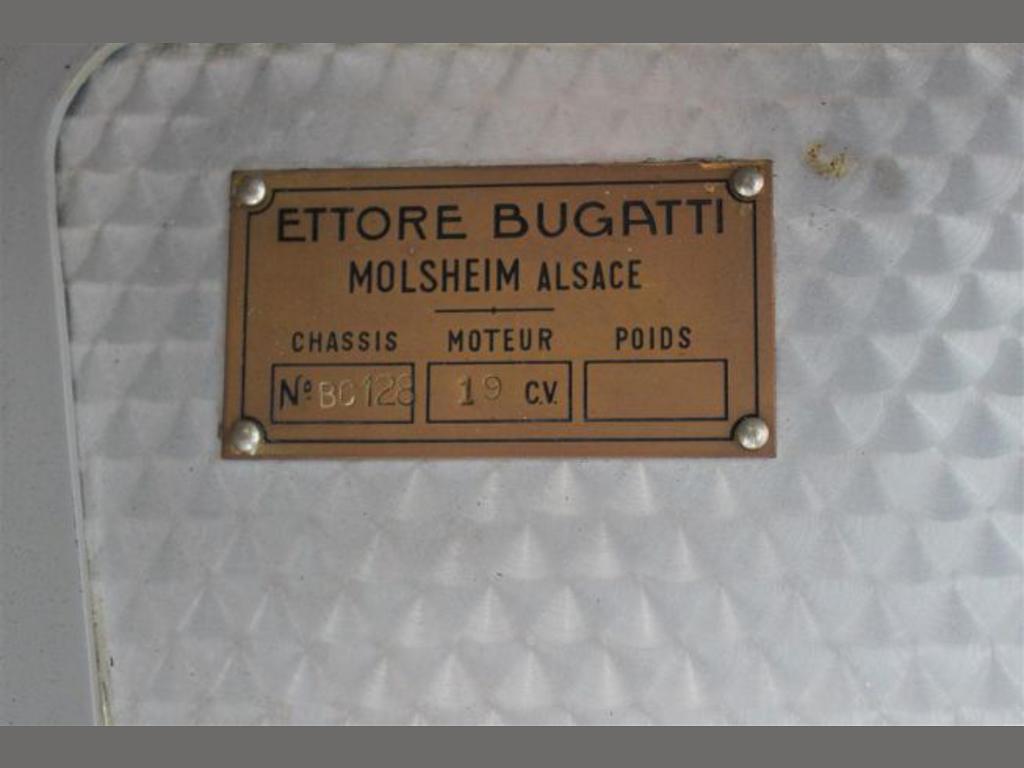 ETTORE BUGATTI
MOLSHEIM ALSACE
CHASSIS MOTEUR POIDS
Nº BC 128 19 C.V.